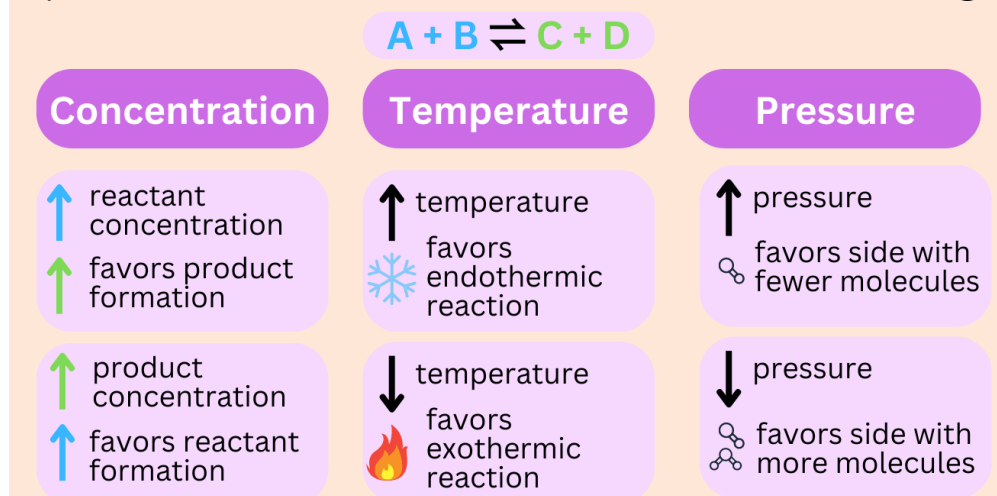 A + B ⇌ C + D
Concentration
Temperature
Pressure
reactant
concentration
favors product
formation
temperature
favors
endothermic
reaction
pressure
favors side with
fewer molecules
product
concentration
favors reactant
formation
temperature
favors
exothermic
reaction
pressure
favors side with
more molecules